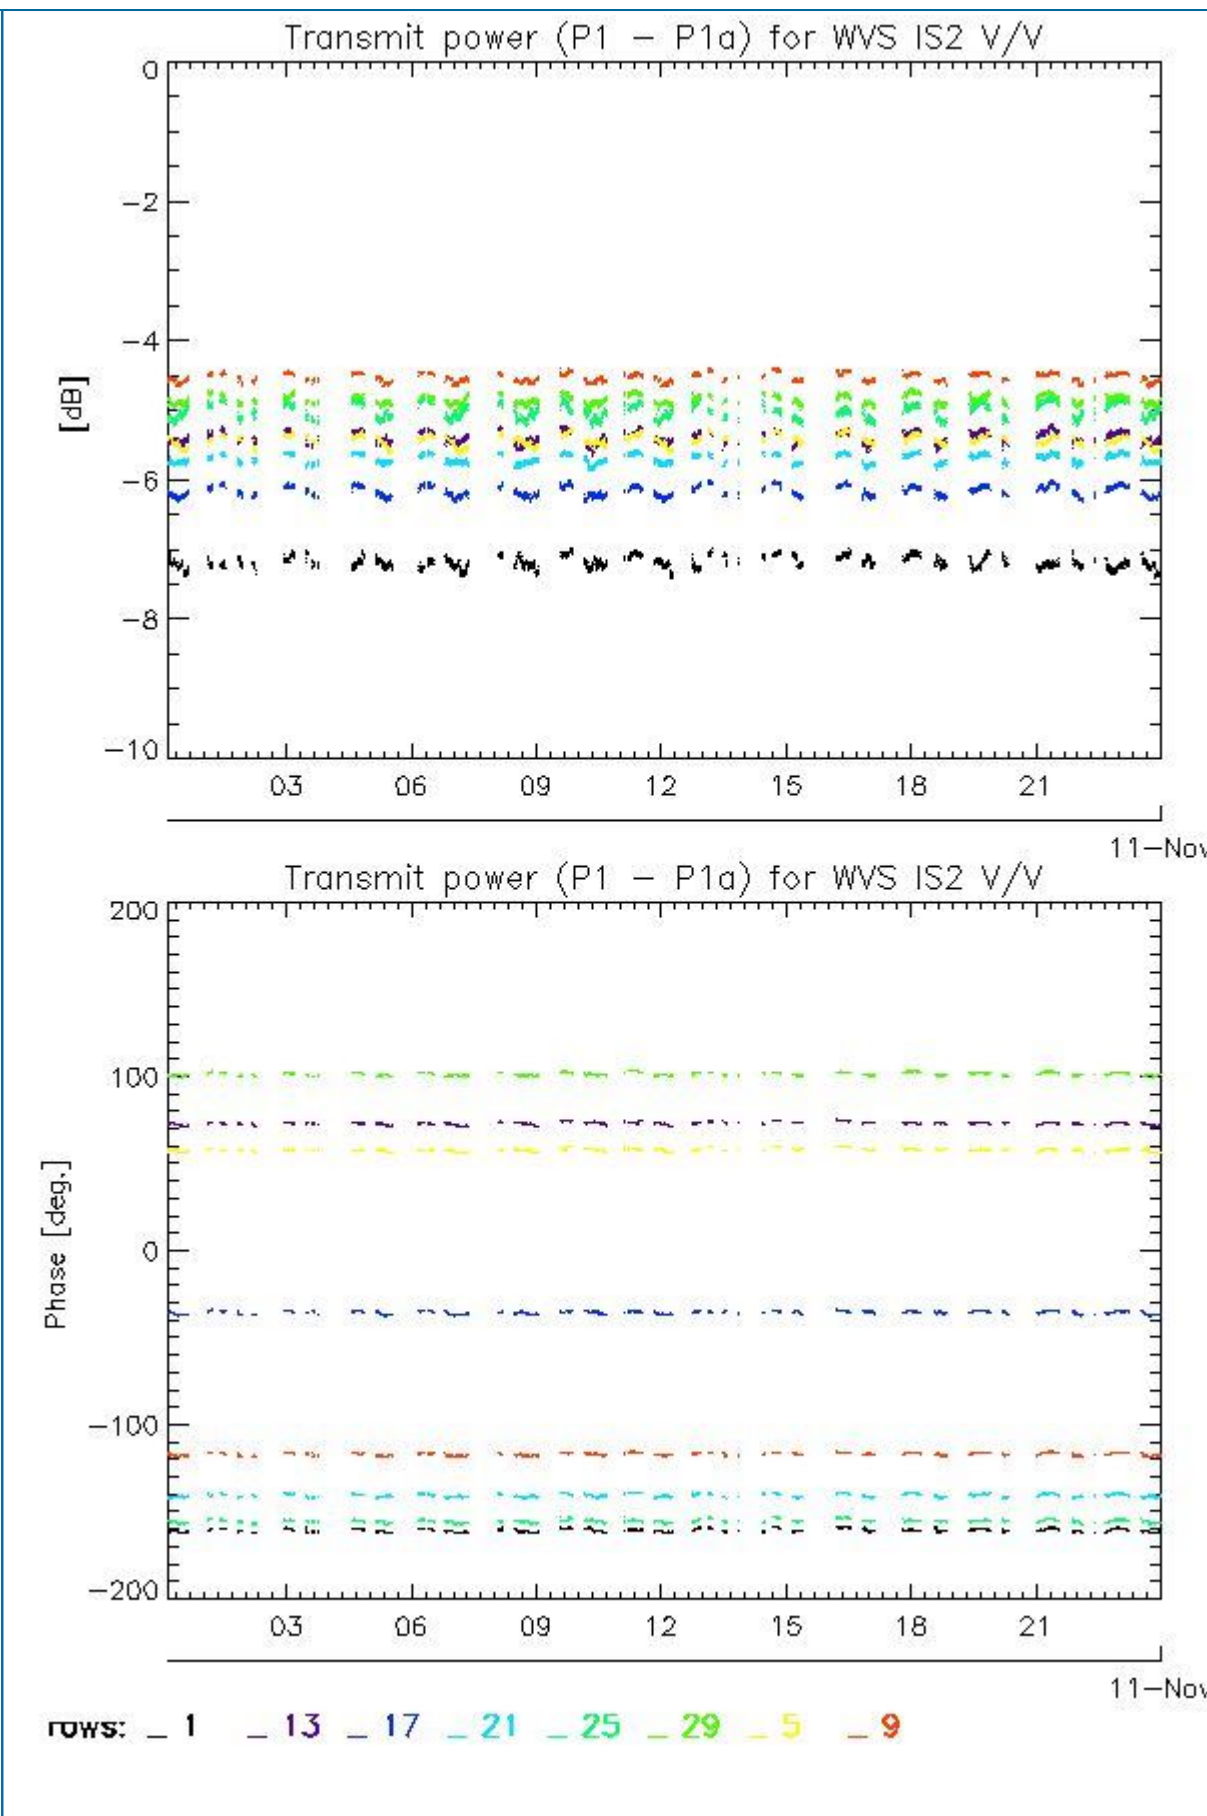 Transmit power (P1 - P1a) for WVS IS2 V/V
0
-2
-4
[dB]
-6
-8
-10
03 06 09 12 15 18 21
11-Nov
Transmit power (P1 - P1a) for WVS IS2 V/V
200
100
Phase [deg.]
0
-100
-200
03 06 09 12 15 18 21
11-Nov
rows: _ 1 _ 13 _ 17 _ 21 _ 25 _ 29 _ 5 _ 9